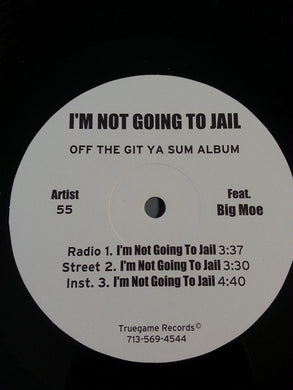 I'M NOT GOING TO JAIL
OFF THE GIT YA SUM ALBUM
Artist
55
Feat.
Big Moe
Radio 1. I'm Not Going To Jail 3:37
Street 2. I'm Not Going To Jail 3:30
Inst. 3. I'm Not Going To Jail 4:40
Truegame Records©
713-569-4544